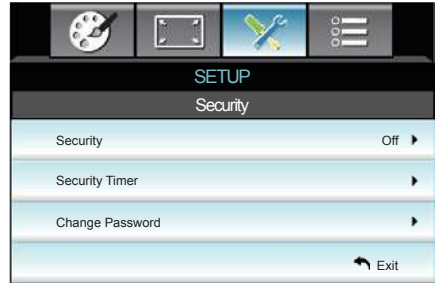 SETUP
Security
Security Off
Security Timer
Change Password
Exit